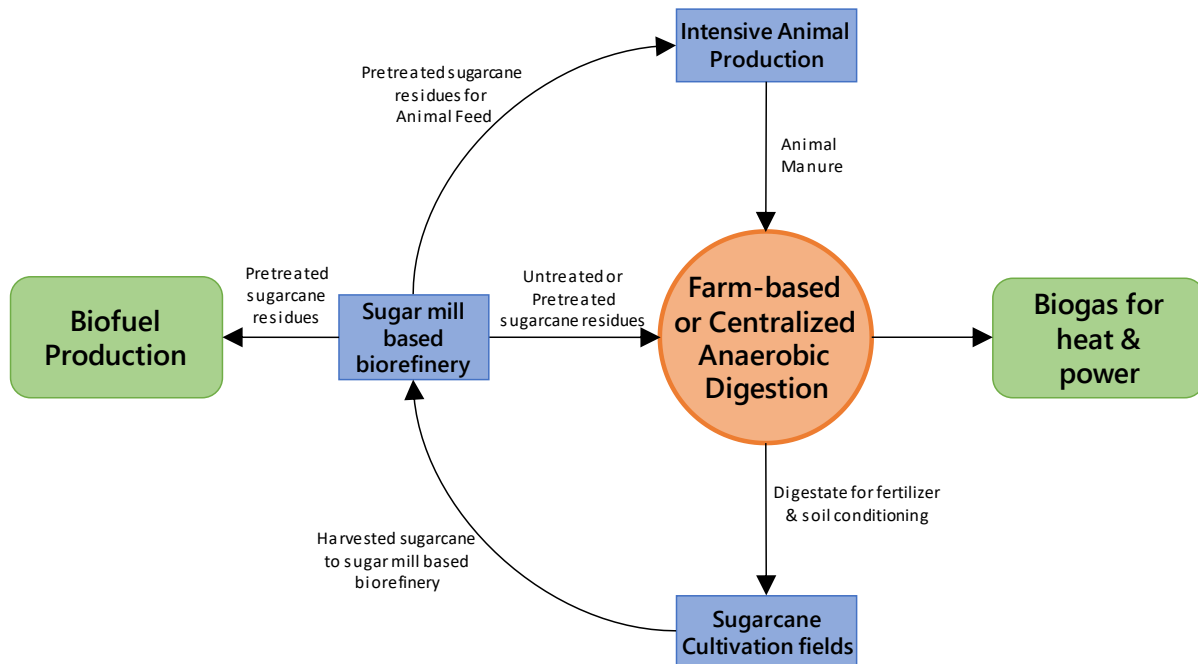 Intensive Animal
Production
Pretreated sugarcane
residues for
Animal Feed
Animal
Manure
Pretreated
sugarcane
residues
Untreated or
Pretreated
sugarcane residues
Biofuel
Production
Sugar mill
based
biorefinery
Farm-based
or Centralized
Anaerobic
Digestion
Biogas for
heat &
power
Digestate for fertilizer
& soil conditioning
Harvested sugarcane
to sugar mill based
biorefinery
Sugarcane
Cultivation fields